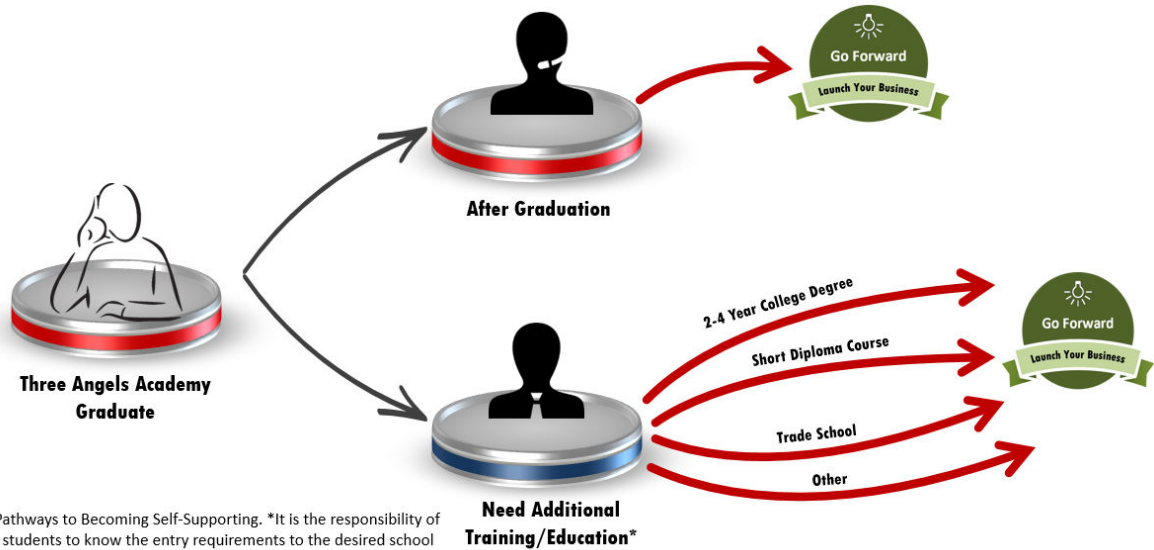 Go Forward
Launch Your Business
After Graduation
Three Angels Academy
Graduate
2-4 Year College Degree
Short Diploma Course
Trade School
Other
Go Forward
Launch Your Business
Need Additional
Training/Education*
Pathways to Becoming Self-Supporting. *It is the responsibility of
students to know the entry requirements to the desired school